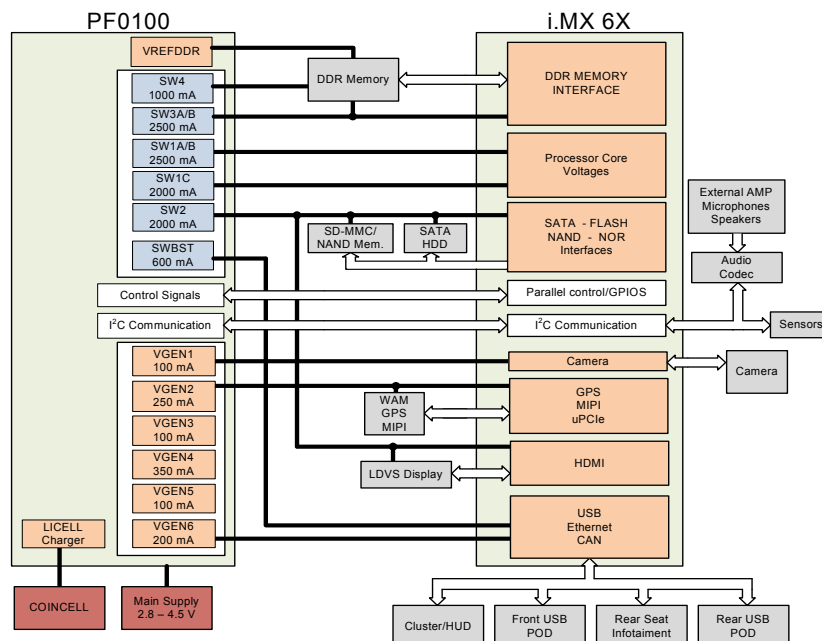 PF0100
i.MX 6X
VREFDDR
SW4
1000 mA
SW3A/B
2500 mA
SW1A/B
2500 mA
SW1C
2000 mA
SW2
2000 mA
SWBST
600 mA
Control Signals
I²C Communication
VGEN1
100 mA
VGEN2
250 mA
VGEN3
100 mA
VGEN4
350 mA
VGEN5
100 mA
VGEN6
200 mA
LICELL
Charger
COINCELL
Main Supply
2.8 – 4.5 V
DDR Memory
SD-MMC/
NAND Mem.
SATA
HDD
WAM
GPS
MIPI
LDVS Display
DDR MEMORY
INTERFACE
Processor Core
Voltages
SATA - FLASH
NAND - NOR
Interfaces
Parallel control/GPIOS
I²C Communication
Camera
GPS
MIPI
uPCIe
HDMI
USB
Ethernet
CAN
External AMP
Microphones
Speakers
Audio
Codec
Sensors
Camera
Cluster/HUD
Front USB
POD
Rear Seat
Infotaiment
Rear USB
POD